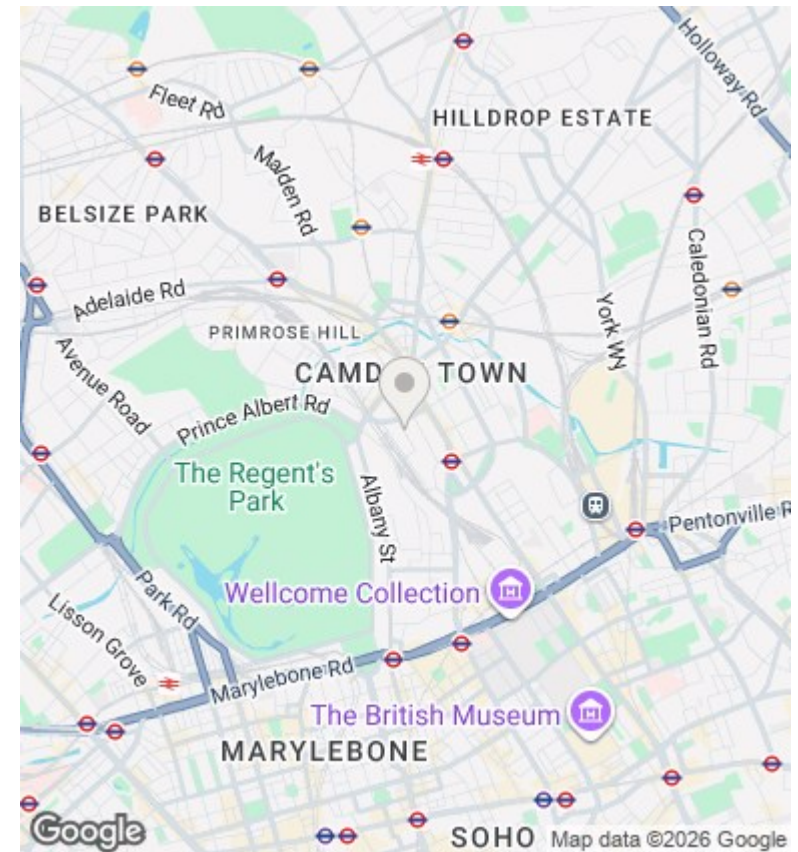 Holloway Rd
Fleet Rd
HILLDROP ESTATE
Malden Rd
BELSIZE PARK
Caledonian Rd
Adelaide Rd
York Wy
PRIMROSE HILL
Avenue Road
CAMD TOWN
Prince Albert Rd
The Regent's
Park
Albany St
Pentonville R
Wellcome Collection
Park Rd
Lisson Grove
Marylebone Rd
The British Museum
MARYLEBONE
Google
SOHO
Map data ©2026 Google